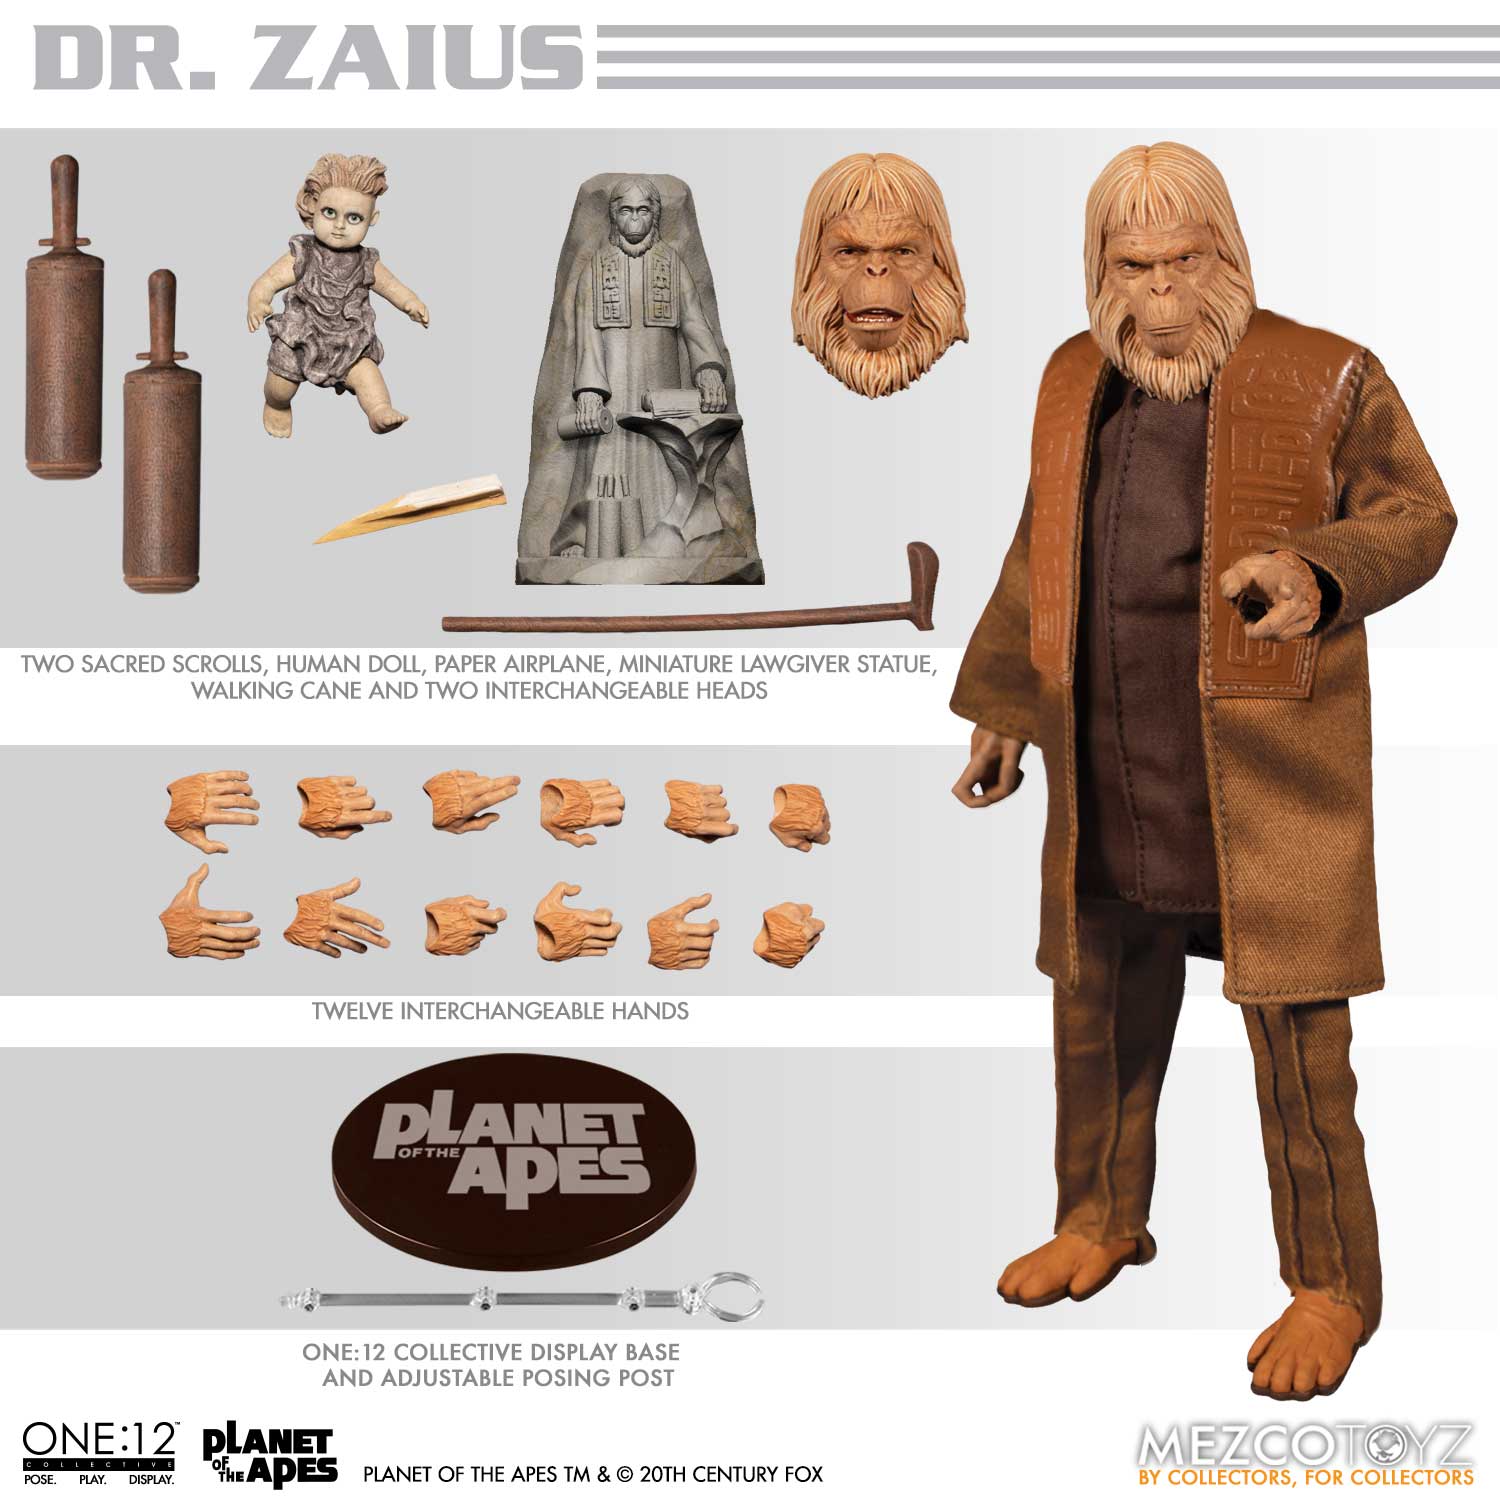 DR. ZAIUS
TWO SACRED SCROLLS, HUMAN DOLL, PAPER AIRPLANE, MINIATURE LAWGIVER STATUE,
WALKING CANE AND TWO INTERCHANGEABLE HEADS
TWELVE INTERCHANGEABLE HANDS
PLANET
OF THE
APES
ONE:12 COLLECTIVE DISPLAY BASE
AND ADJUSTABLE POSING POST
ONE:12™
COLLECTIVE
POSE. PLAY. DISPLAY.
PLANET
OF
THE APES
PLANET OF THE APES TM & © 20TH CENTURY FOX
MEZCOTOYZ
BY COLLECTORS, FOR COLLECTORS